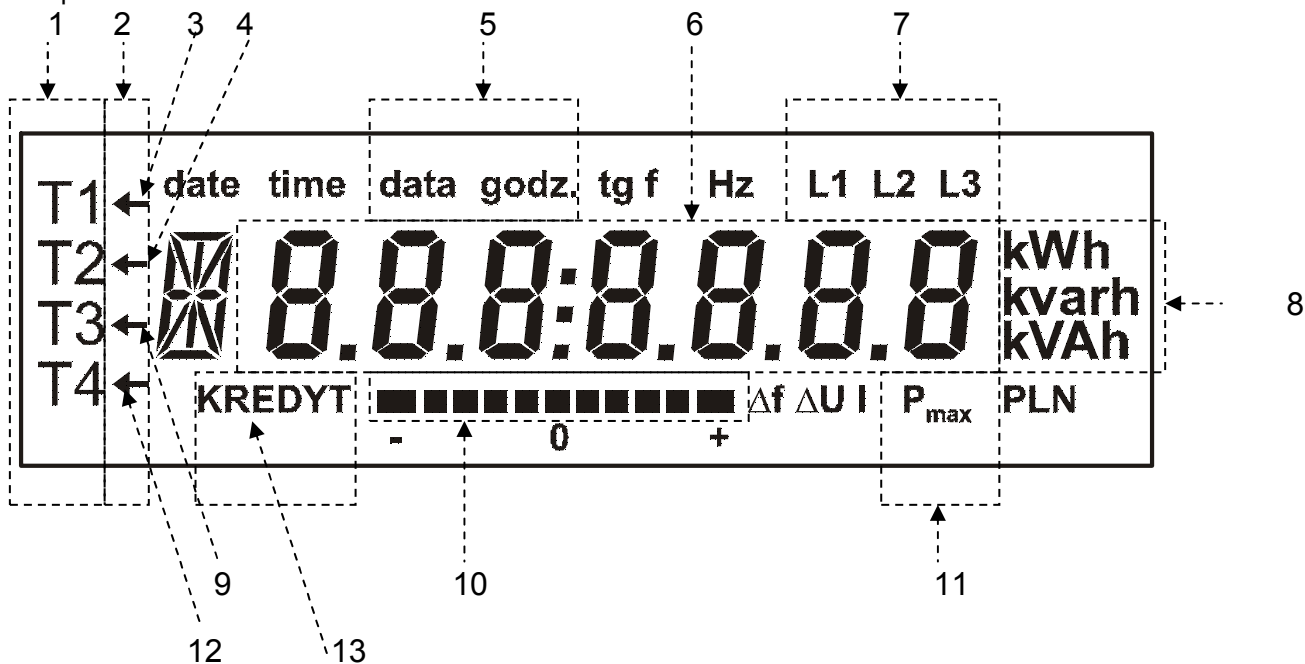 1 2 3 4 5 6 7
date time data godz. tg f Hz L1 L2 L3
T1
T2
T3
T4
8.8.8:8.8.8.8
kWh
kvarh
kVAh
8
KREDYT Δf ΔU I Pmax PLN
- 0 +
9 10 11
12 13